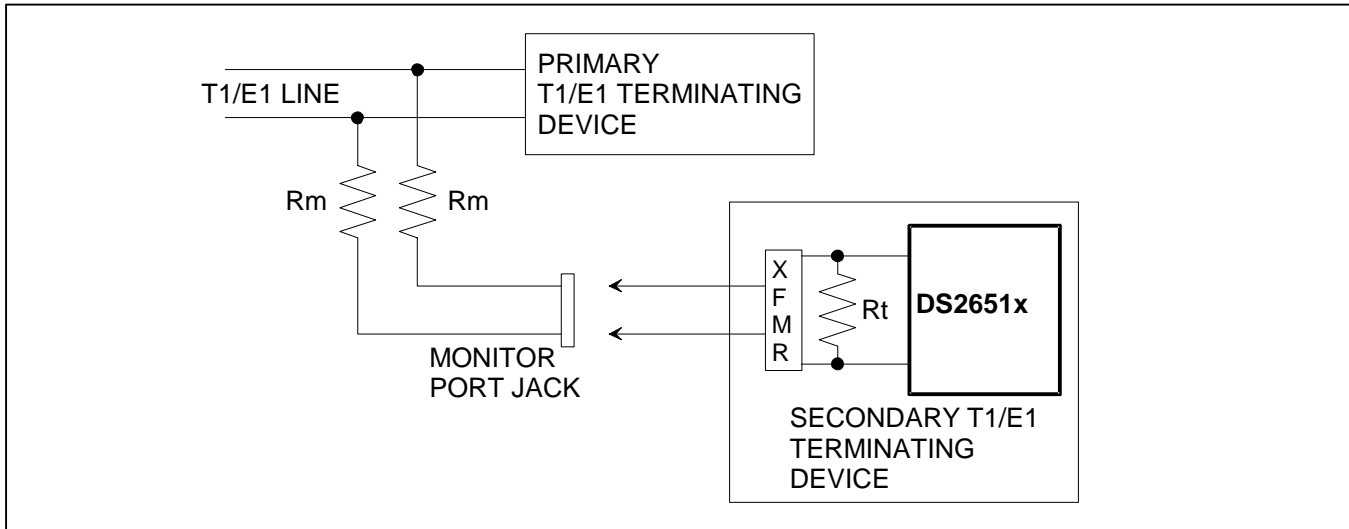 PRIMARY
T1/E1 TERMINATING
DEVICE
T1/E1 LINE
Rm
Rm
MONITOR
PORT JACK
X
F
M
R
Rt
DS2651x
SECONDARY T1/E1
TERMINATING
DEVICE